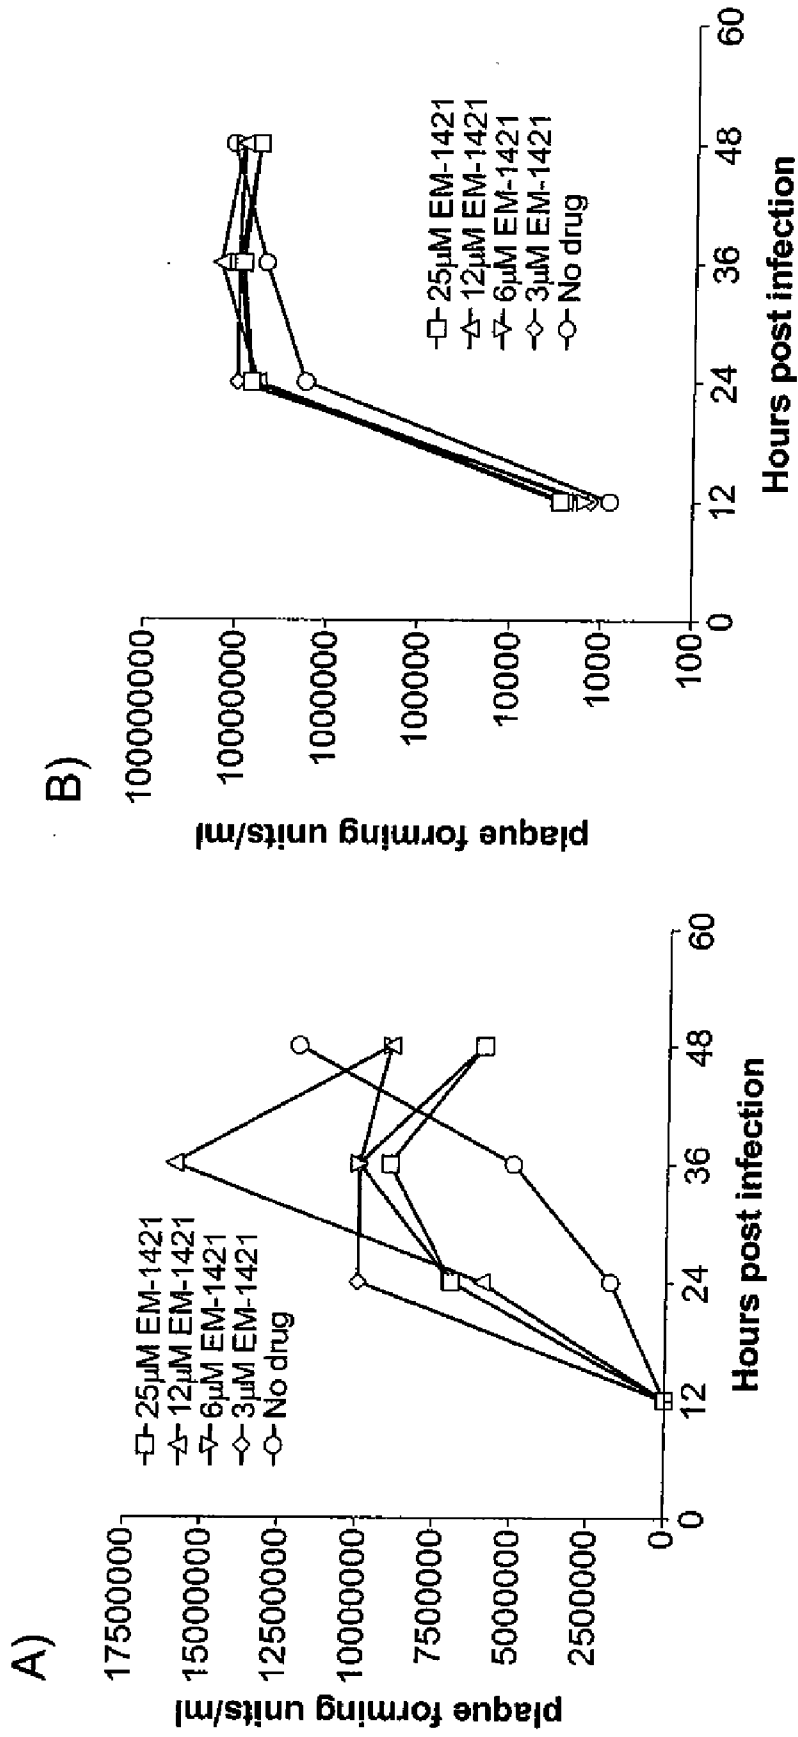 A)
plaque forming units/ml
17500000
15000000
12500000
10000000
7500000
5000000
2500000
0
25µM EM-1421
12µM EM-1421
6µM EM-1421
3µM EM-1421
No drug
0
12
24
36
48
60
Hours post infection
B)
plaque forming units/ml
100000000
10000000
1000000
100000
10000
1000
100
25µM EM-1421
12µM EM-1421
6µM EM-1421
3µM EM-1421
No drug
0
12
24
36
48
60
Hours post infection